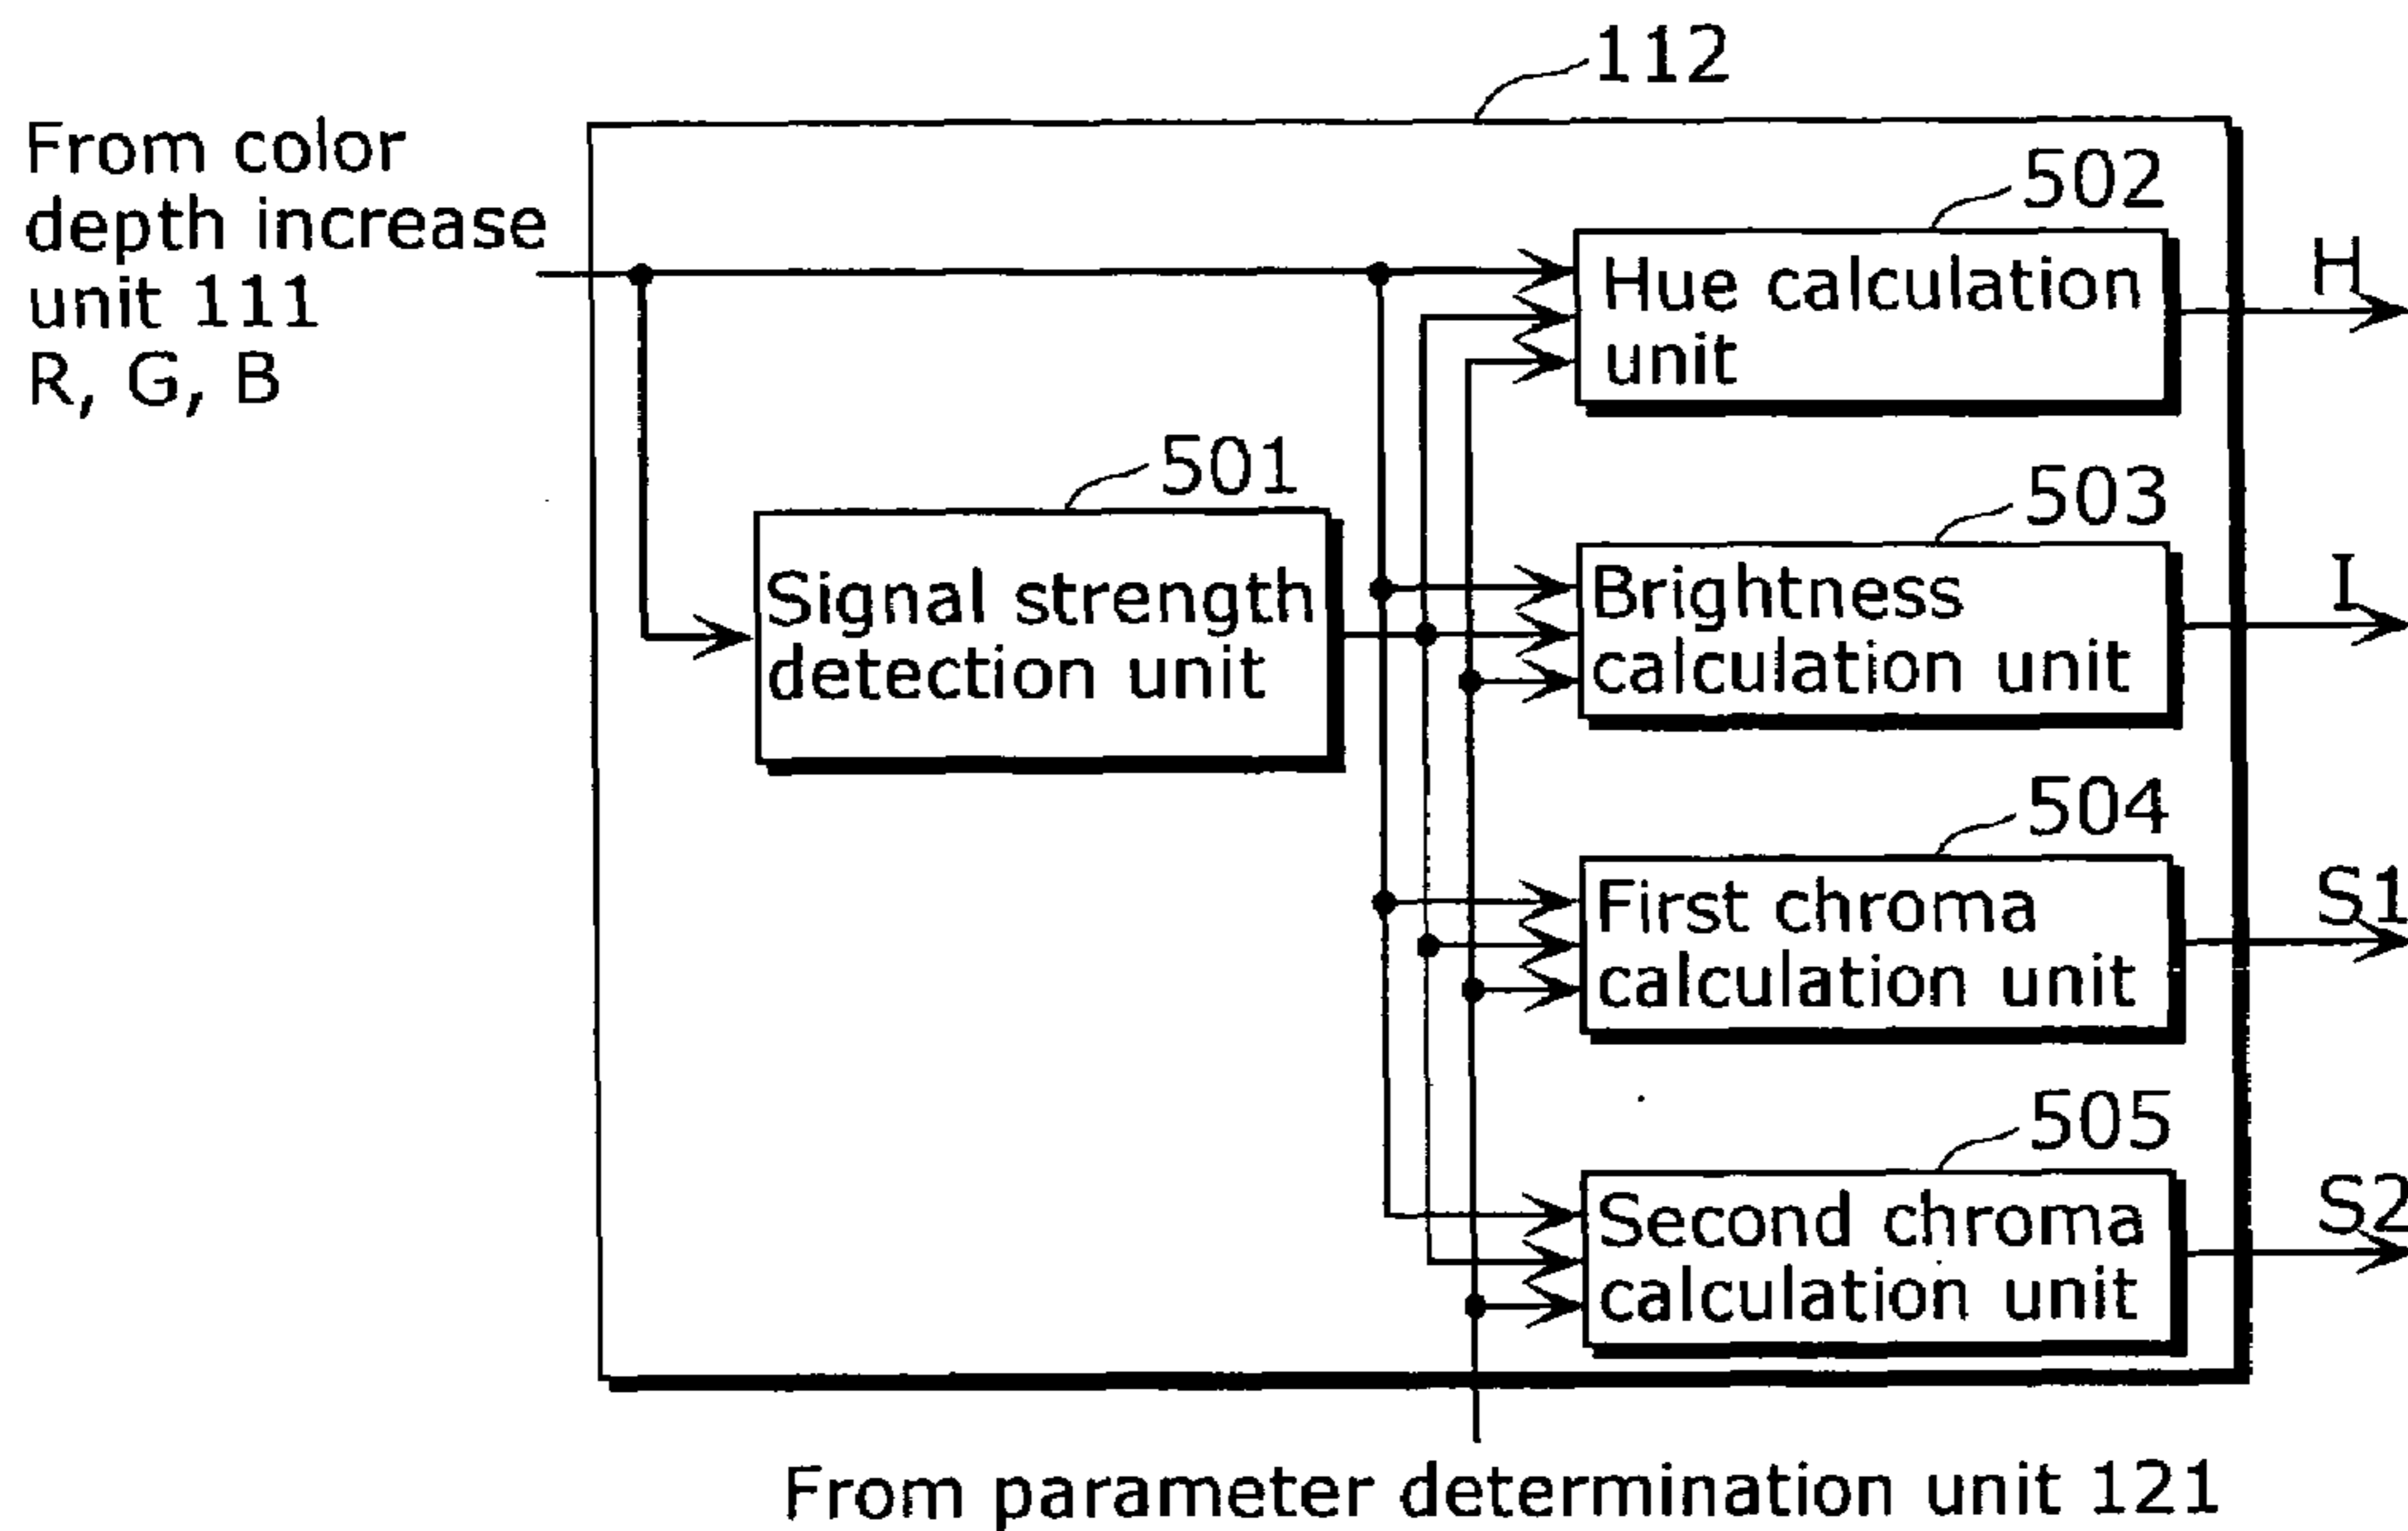 112
From color
depth increase
unit 111
R, G, B
502
Hue calculation
unit
H
501
Signal strength
detection unit
503
Brightness
calculation unit
I
504
First chroma
calculation unit
S1
505
Second chroma
calculation unit
S2
From parameter determination unit 121